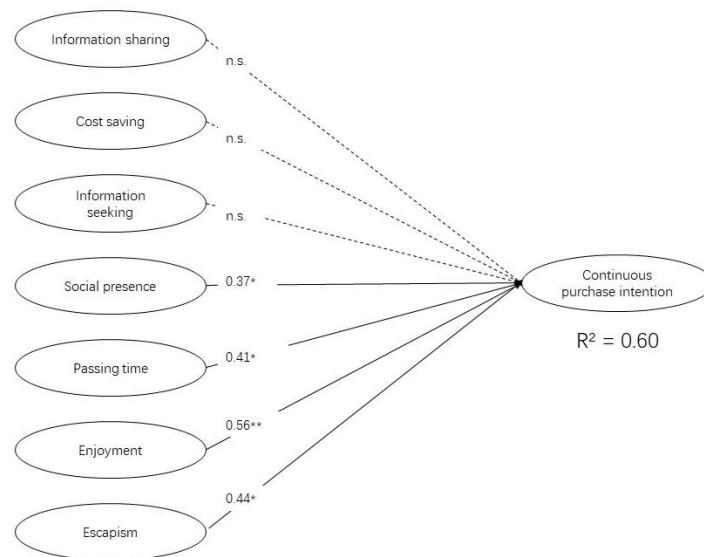 Information sharing
n.s.
Cost saving
n.s.
Information
seeking
n.s.
Social presence
0.37*
Continuous
purchase intention
R² = 0.60
Passing time
0.41*
Enjoyment
0.56**
Escapism
0.44*